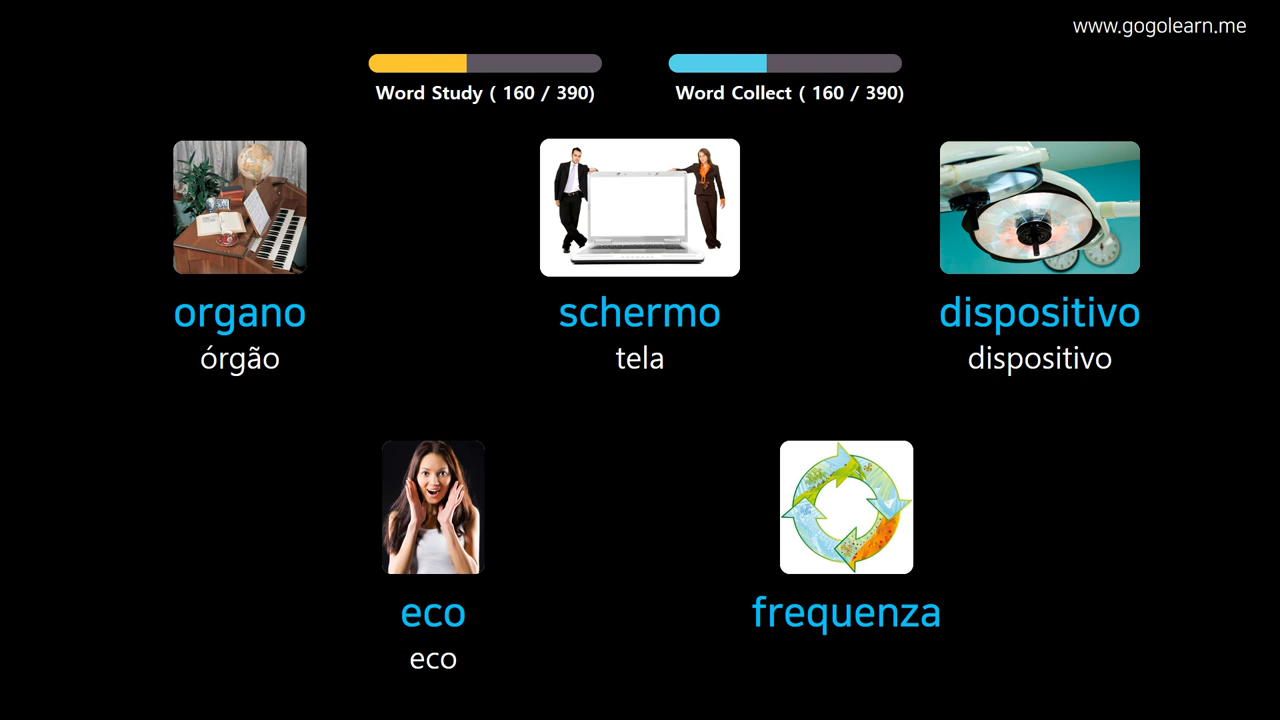 www.gogolearn.me
Word Study ( 160 / 390)
Word Collect ( 160 / 390)
organo
schermo
dispositivo
órgão
tela
dispositivo
eco
frequenza
eco